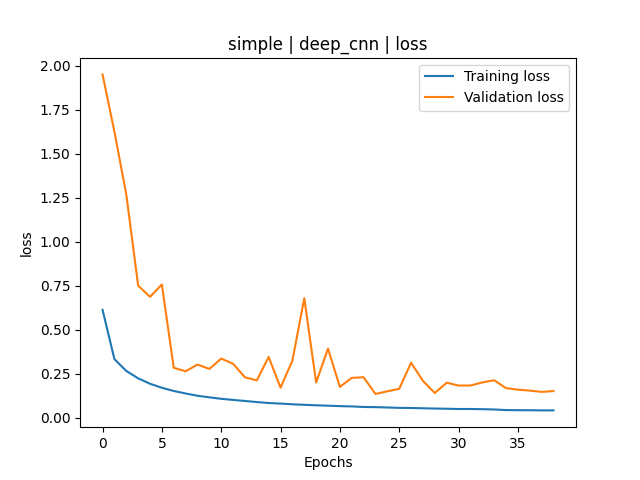 simple | deep_cnn | loss
Training loss
Validation loss
2.00
1.75
1.50
1.25
1.00
0.75
0.50
0.25
0.00
loss
0 5 10 15 20 25 30 35
Epochs